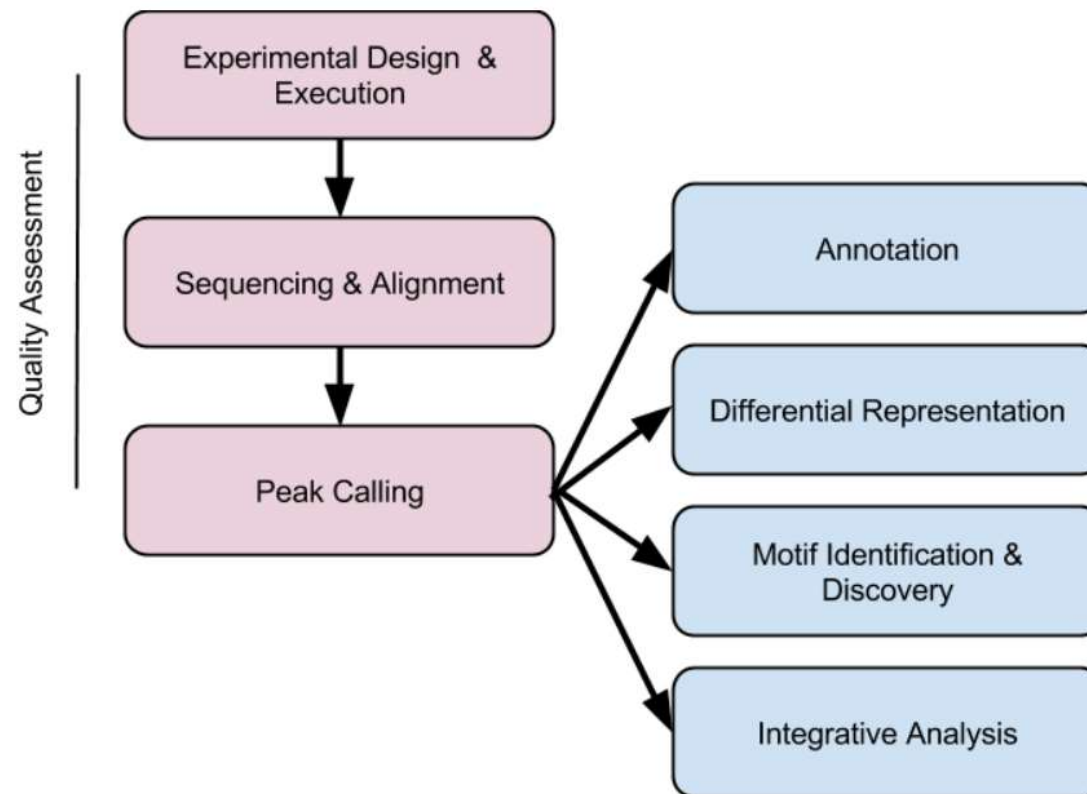 Quality Assessment
Experimental Design &
Execution
Sequencing & Alignment
Peak Calling
Annotation
Differential Representation
Motif Identification &
Discovery
Integrative Analysis